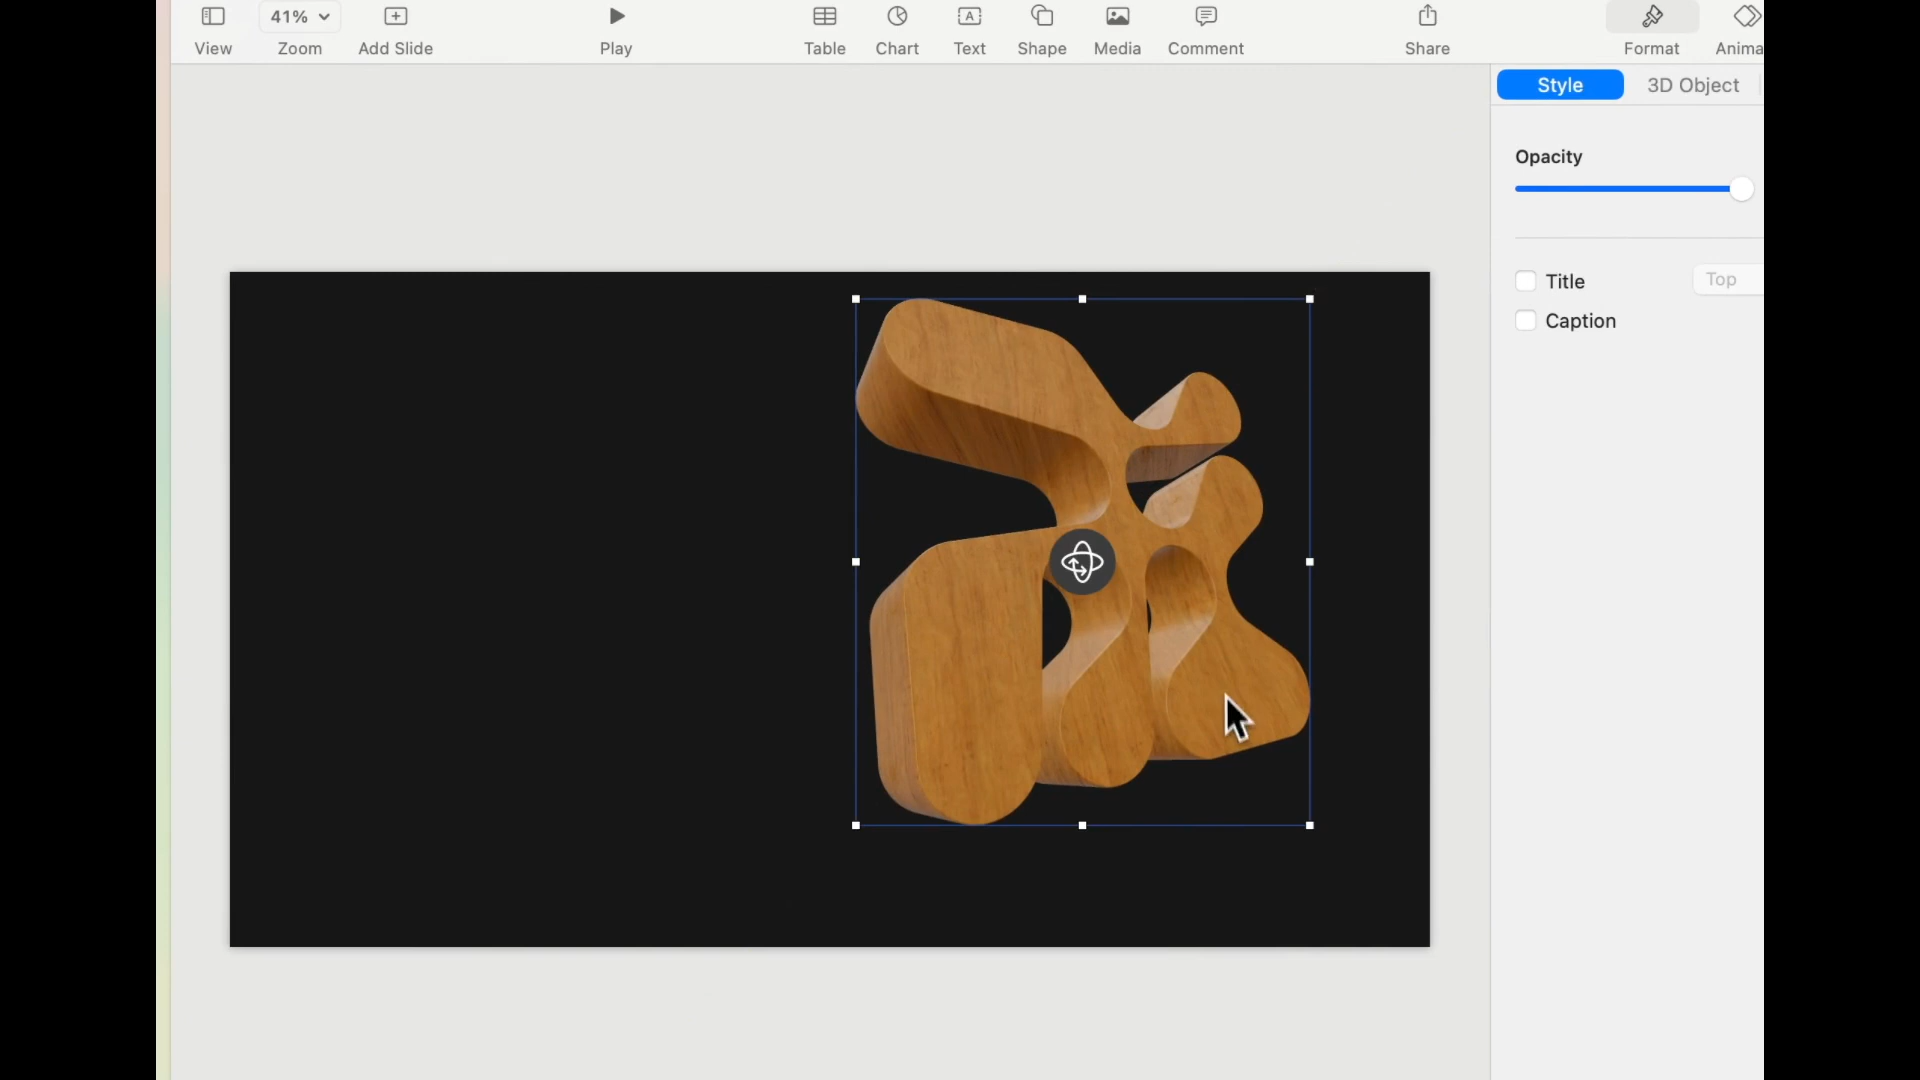 41%
View
Zoom
Add Slide
Play
Table
Chart
Text
Shape
Media
Comment
Share
Format
Anima
Style
3D Object
Opacity
Title
Top
Caption